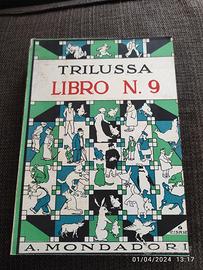 TRILUSSA
LIBRO N. 9
A. MONDADORI
01/04/2024 13:17